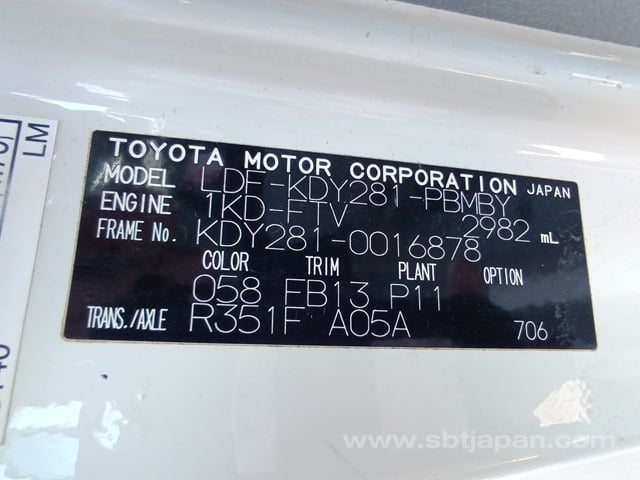 LM
TOYOTA MOTOR CORPORATION JAPAN
MODEL LDF-KDY281-PBMBY
ENGINE 1KD-FTV 2982 mL
FRAME No. KDY281-0016878
COLOR TRIM PLANT OPTION
058 FB13 P11
TRANS./AXLE R351F A05A 706
www.sbtjapan.com